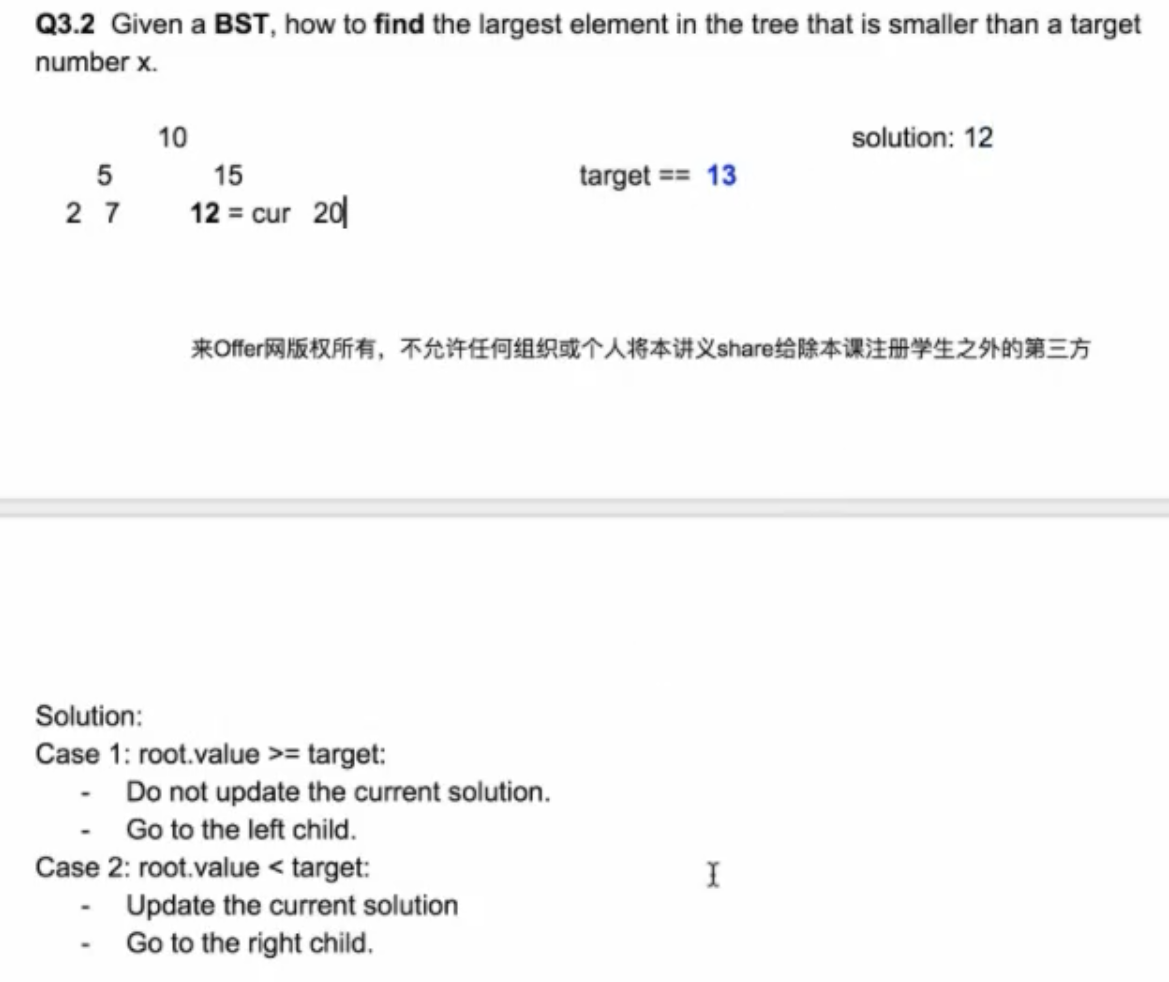 Q3.2 Given a BST, how to find the largest element in the tree that is smaller than a target
number x.
10 solution: 12
5 15 target == 13
2 7 12 = cur 20
来Offer网版权所有，不允许任何组织或个人将本讲义share给除本课注册学生之外的第三方
Solution:
Case 1: root.value >= target:
- Do not update the current solution.
- Go to the left child.
Case 2: root.value < target:
- Update the current solution
- Go to the right child.